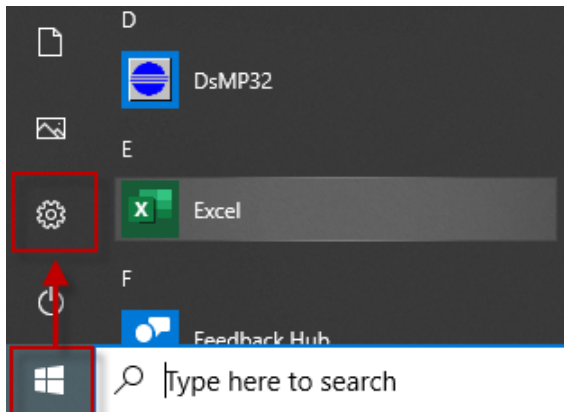 D
DsMP32
E
Excel
F
Feedback Hub
Type here to search